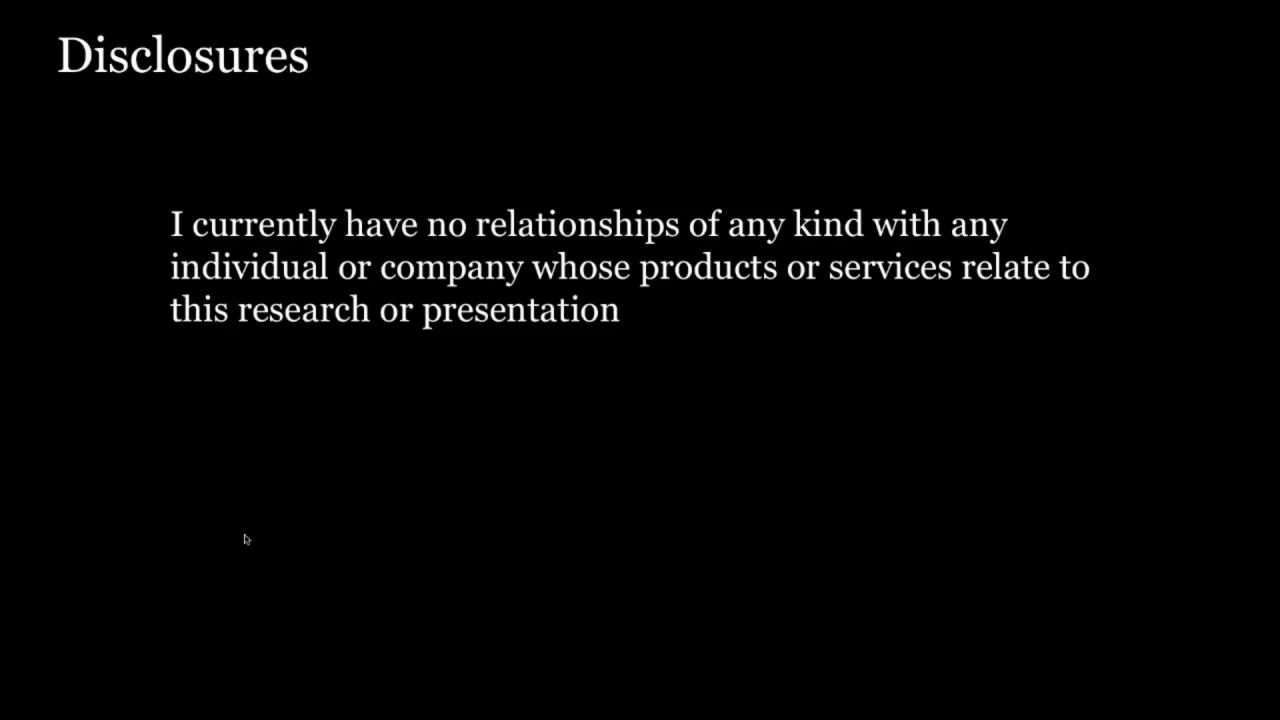 Disclosures
I currently have no relationships of any kind with any
individual or company whose products or services relate to
this research or presentation